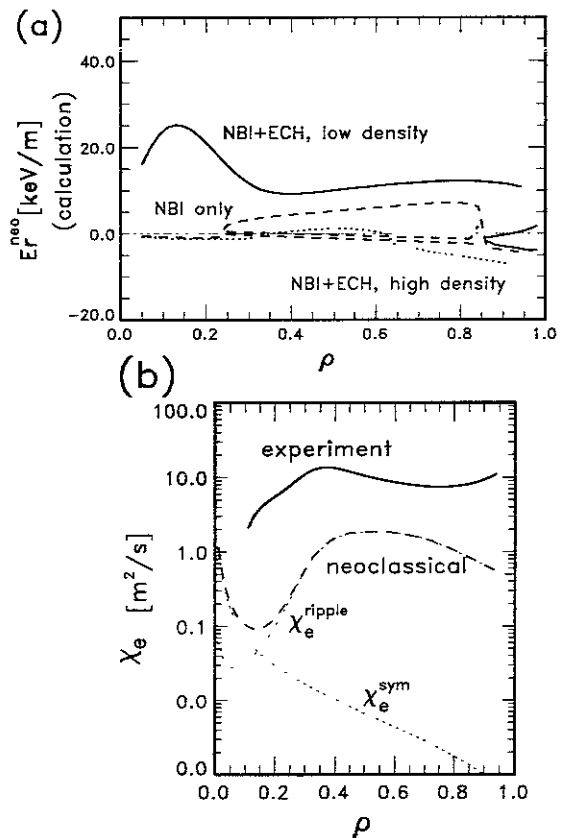 (a)
Er^neo [keV/m]
(calculation)
40.0
20.0
0.0
-20.0
NBI+ECH, low density
NBI only
NBI+ECH, high density
0.0 0.2 0.4 0.6 0.8 1.0
ρ
(b)
χe [m²/s]
100.0
10.0
1.0
0.1
0.0
0.0
experiment
neoclassical
χe^ripple
χe^sym
0.0 0.2 0.4 0.6 0.8 1.0
ρ